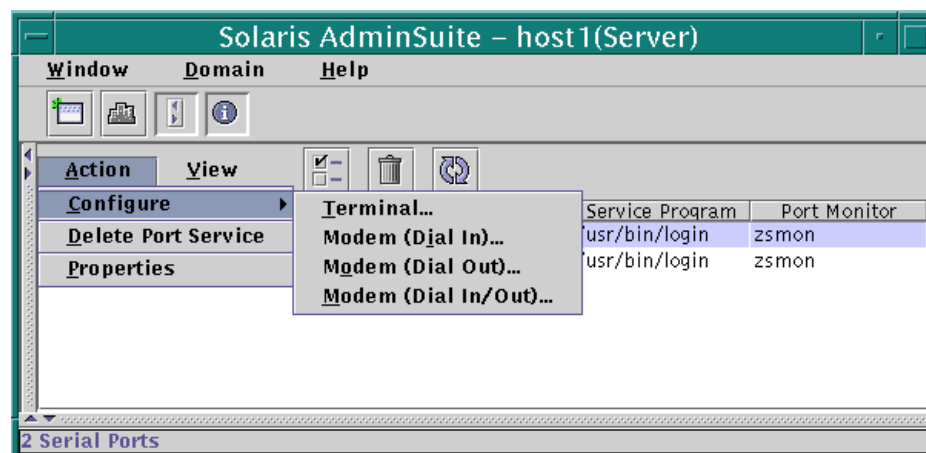 Solaris AdminSuite – host1(Server)
Window Domain Help
Action View
Configure
Delete Port Service
Properties
Terminal...
Modem (Dial In)...
Modem (Dial Out)...
Modem (Dial In/Out)...
Service Program Port Monitor
usr/bin/login zsmon
usr/bin/login zsmon
2 Serial Ports